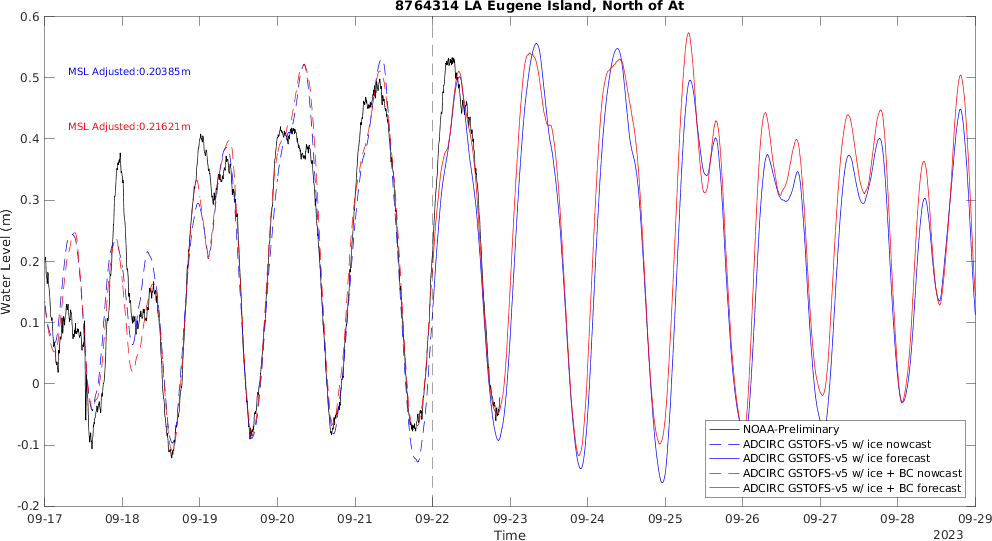 8764314 LA Eugene Island, North of At
0.6
0.5
0.4
0.3
0.2
0.1
0
-0.1
-0.2
Water Level (m)
MSL Adjusted:0.20385m
MSL Adjusted:0.21621m
NOAA-Preliminary
ADCIRC GSTOFS-v5 w/ ice nowcast
ADCIRC GSTOFS-v5 w/ ice forecast
ADCIRC GSTOFS-v5 w/ ice + BC nowcast
ADCIRC GSTOFS-v5 w/ ice + BC forecast
09-17 09-18 09-19 09-20 09-21 09-22 09-23 09-24 09-25 09-26 09-27 09-28 09-29
Time
2023